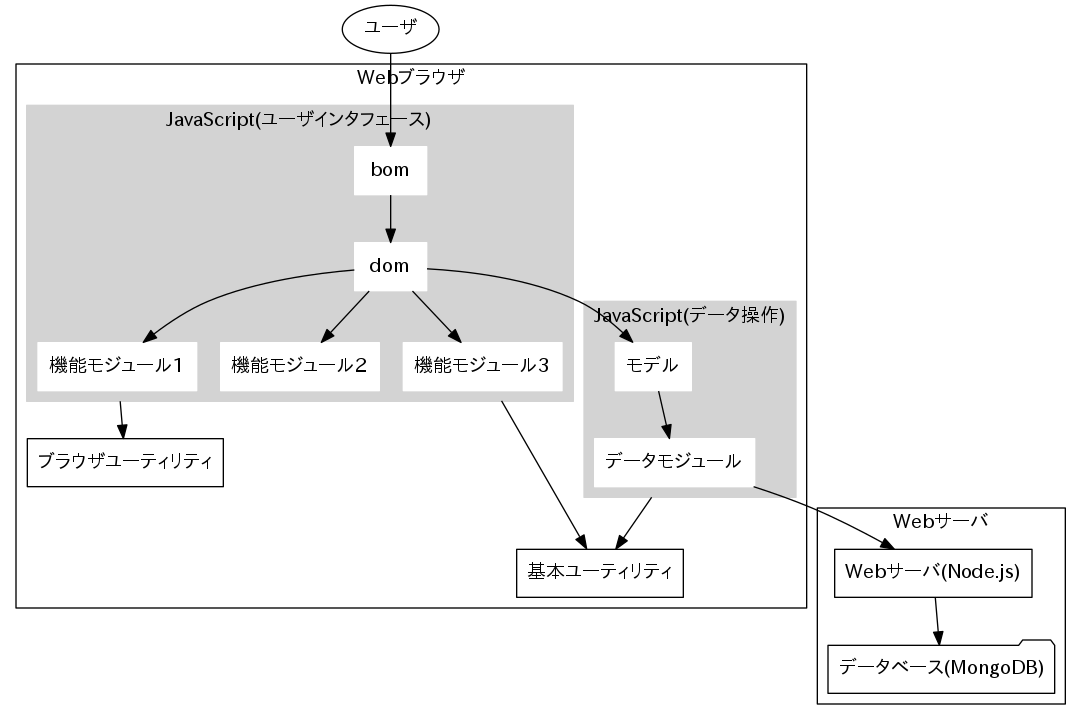 ユーザ
Webブラウザ
JavaScript(ユーザインタフェース)
bom
dom
JavaScript(データ操作)
機能モジュール1
機能モジュール2
機能モジュール3
モデル
ブラウザユーティリティ
データモジュール
Webサーバ
基本ユーティリティ
Webサーバ(Node.js)
データベース(MongoDB)